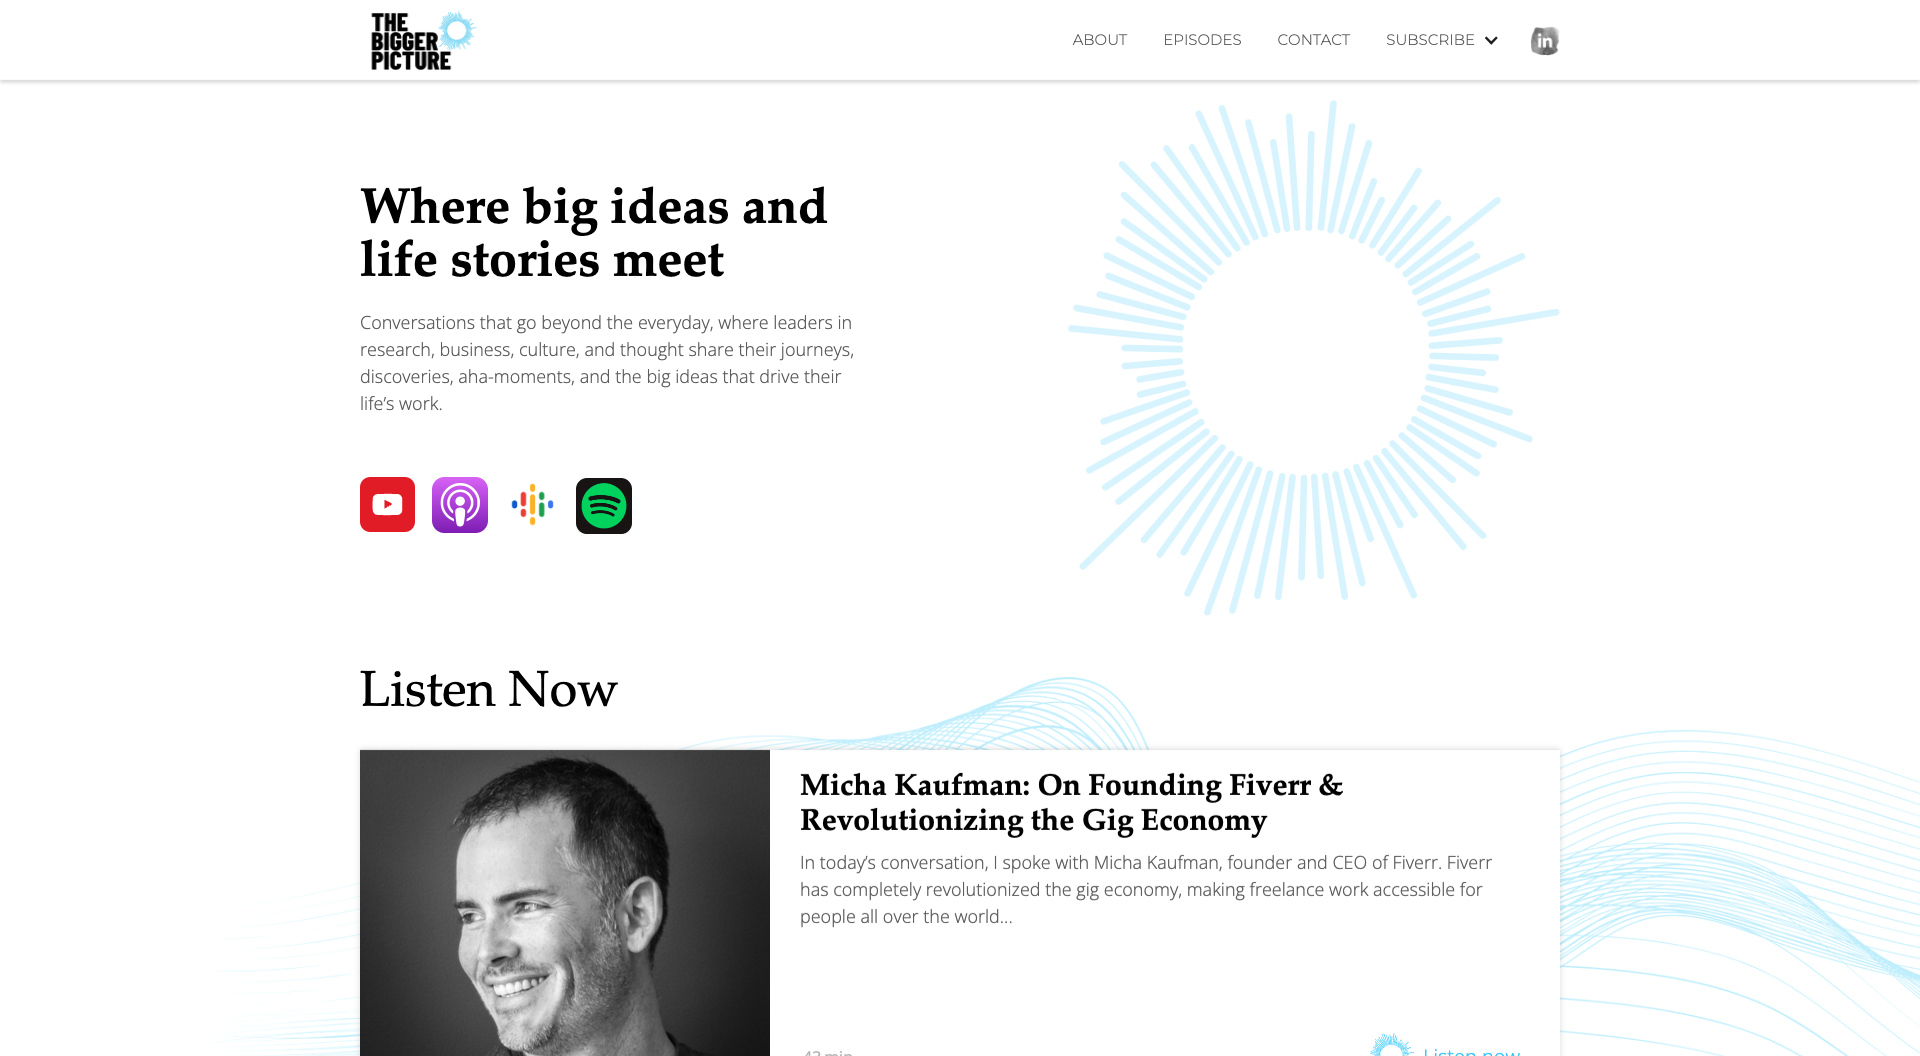 THE
BIGGER
PICTURE
ABOUT EPISODES CONTACT SUBSCRIBE in
Where big ideas and
life stories meet
Conversations that go beyond the everyday, where leaders in
research, business, culture, and thought share their journeys,
discoveries, aha-moments, and the big ideas that drive their
life’s work.
Listen Now
Micha Kaufman: On Founding Fiverr &
Revolutionizing the Gig Economy
In today’s conversation, I spoke with Micha Kaufman, founder and CEO of Fiverr. Fiverr
has completely revolutionized the gig economy, making freelance work accessible for
people all over the world...
Listen now